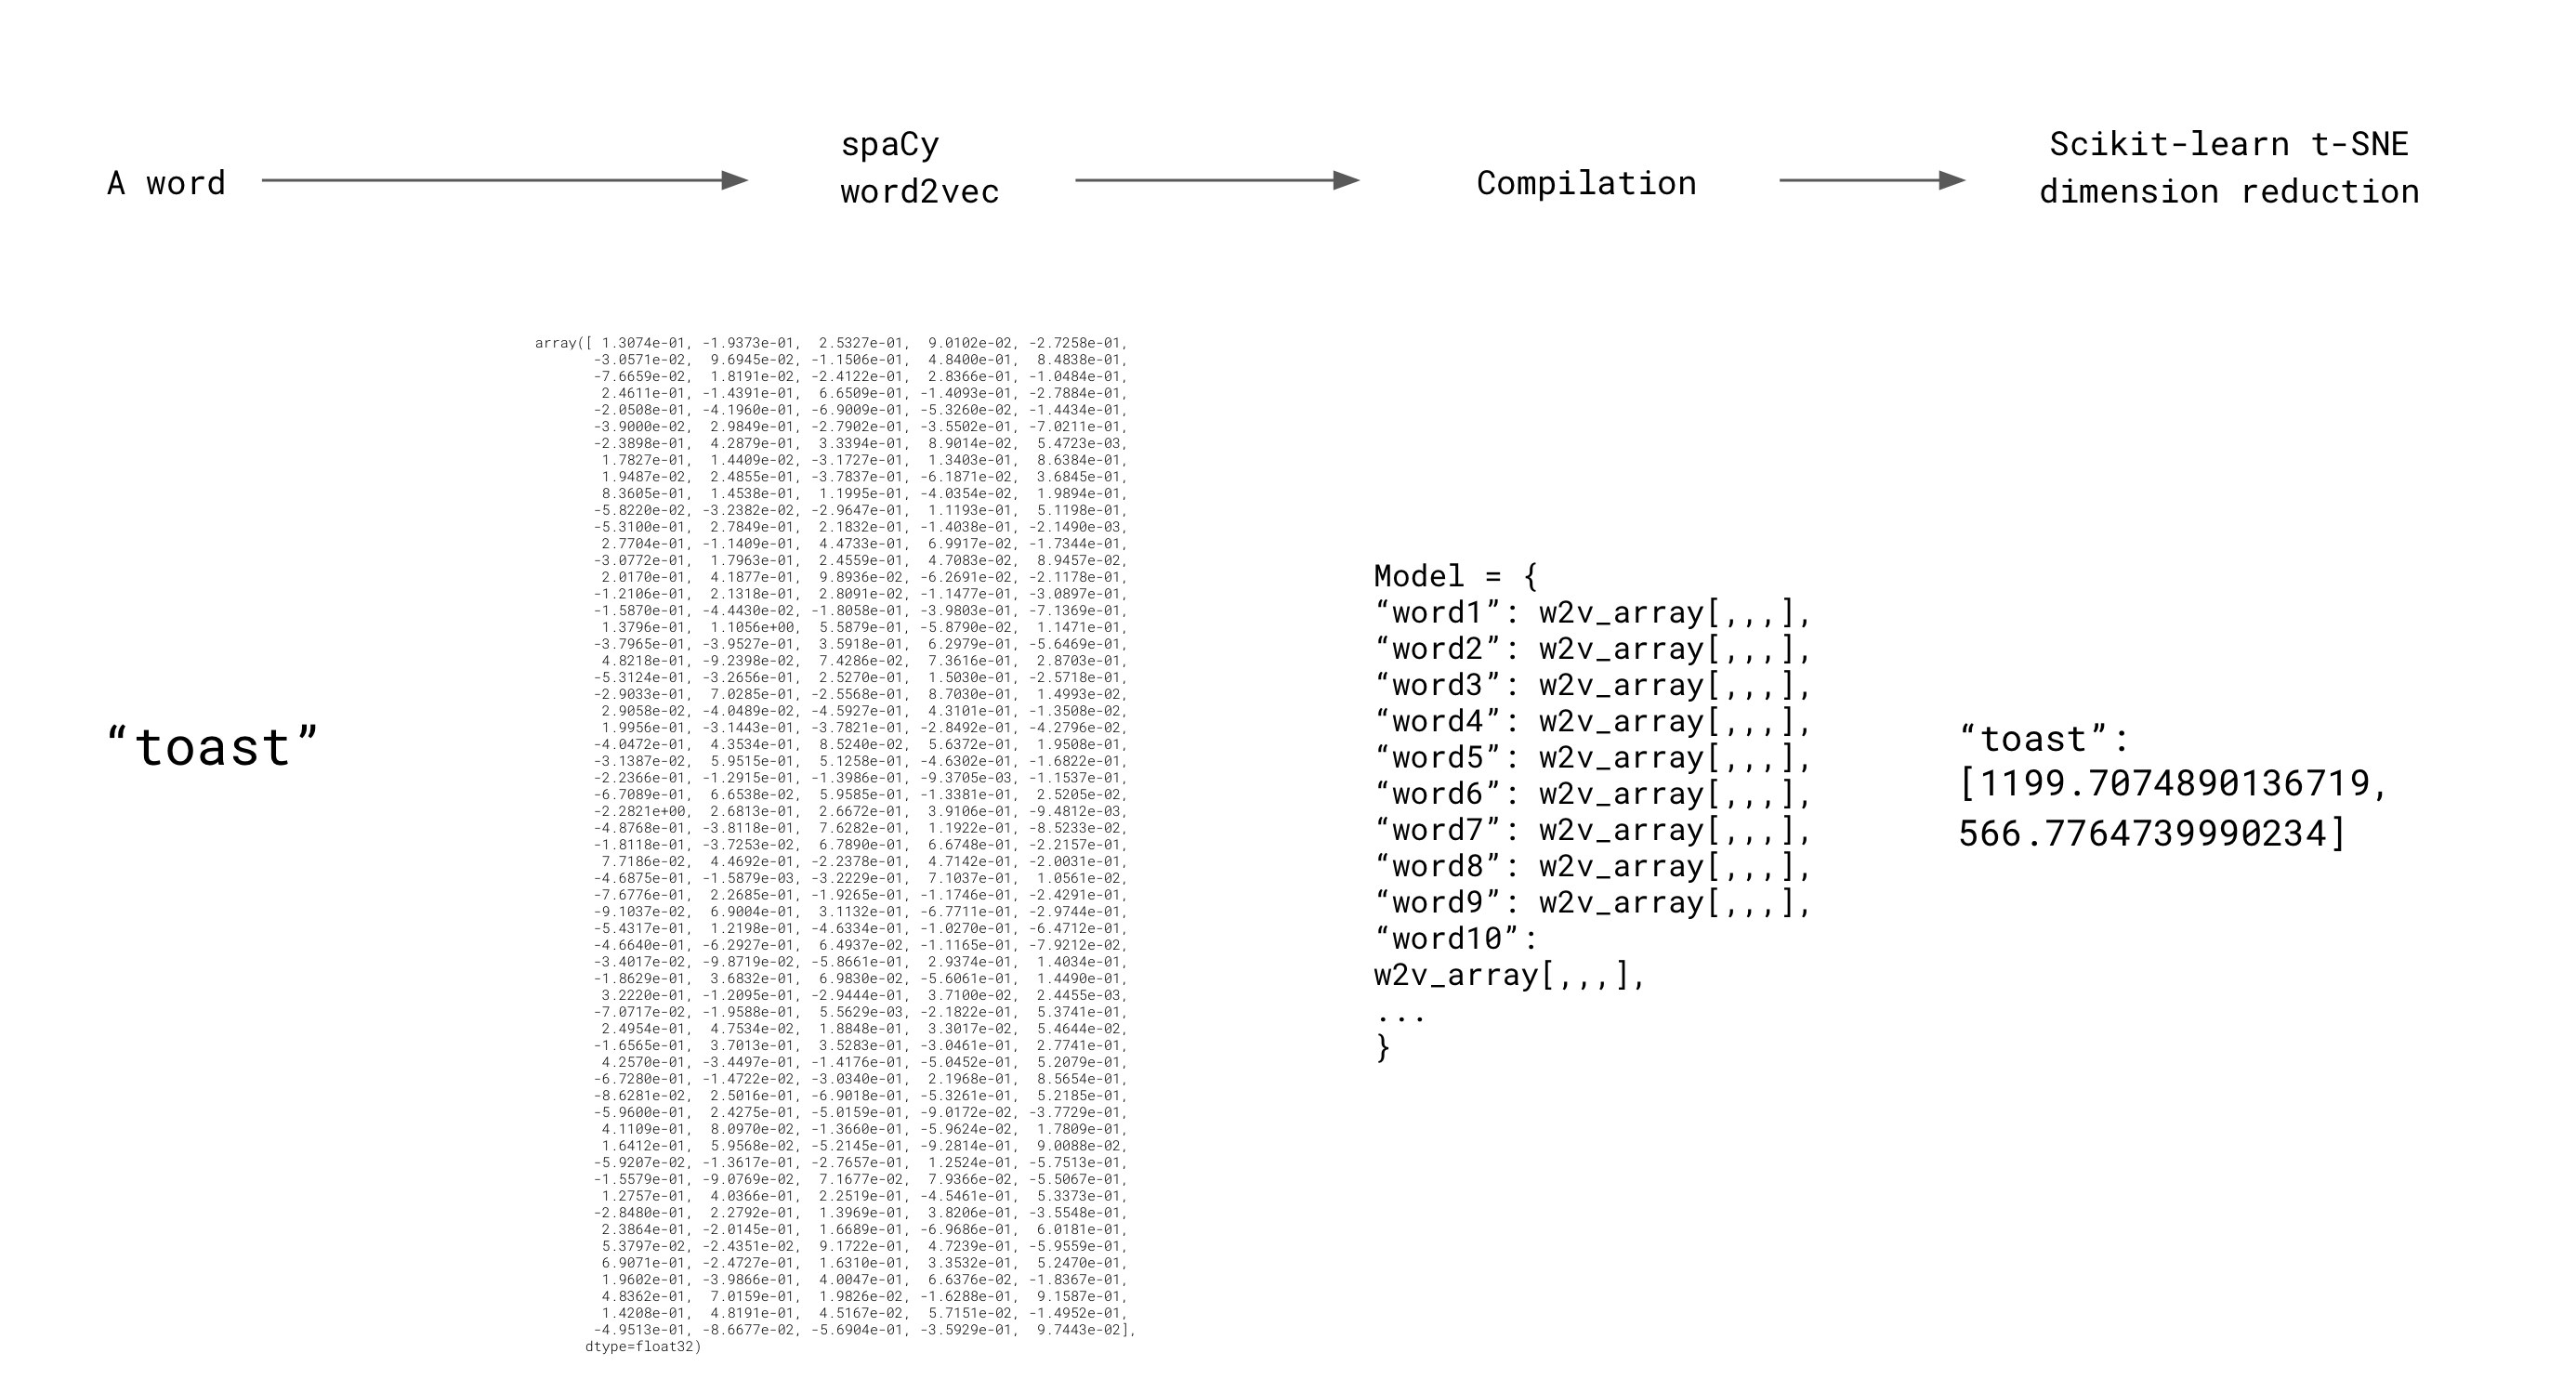 A word
spaCy
word2vec
Compilation
Scikit-learn t-SNE
dimension reduction
“toast”
array([ 1.3074e-01, -1.9373e-01, 2.5327e-01, 9.0102e-02, -2.7258e-01,
-3.0571e-02, 9.6945e-02, -1.1506e-01, 4.8400e-01, 8.4838e-01,
-7.6659e-02, 1.8191e-02, -2.4122e-01, 2.8366e-01, -1.0484e-01,
2.4611e-01, -1.4391e-01, 6.6509e-01, -1.4093e-01, -2.7884e-01,
-2.0508e-01, -4.1960e-01, -6.9009e-01, -5.3260e-02, -1.4434e-01,
-3.9000e-02, 2.9849e-01, -2.7902e-01, -3.5502e-01, -7.0211e-01,
-2.3898e-01, 4.2879e-01, 3.3394e-01, 8.9014e-02, 5.4723e-03,
1.7827e-01, 1.4409e-02, -3.1727e-01, 1.3403e-01, 8.6384e-01,
1.9487e-02, 2.4855e-01, -3.7837e-01, -6.1871e-02, 3.6845e-01,
8.3605e-01, 1.4538e-01, 1.1995e-01, -4.0354e-02, 1.9894e-01,
-5.8220e-02, -3.2382e-02, -2.9647e-01, 1.1193e-01, 5.1198e-01,
-5.3100e-01, 2.7849e-01, 2.1832e-01, -1.4038e-01, -2.1490e-03,
2.7704e-01, -1.1409e-01, 4.4733e-01, 6.9917e-02, -1.7344e-01,
-3.0772e-01, 1.7963e-01, 2.4559e-01, 4.7083e-02, 8.9457e-02,
2.0170e-01, 4.1877e-01, 9.8936e-02, -6.2691e-02, -2.1178e-01,
-1.2106e-01, 2.1318e-01, 2.8091e-02, -1.1477e-01, -3.0897e-01,
-1.5870e-01, -4.4430e-02, -1.8058e-01, -3.9803e-01, -7.1369e-01,
1.3796e-01, 1.1056e+00, 5.5879e-01, -5.8790e-02, 1.1471e-01,
-3.7965e-01, -3.9527e-01, 3.5918e-01, 6.2979e-01, -5.6469e-01,
4.8218e-01, -9.2398e-02, 7.4286e-02, 7.3616e-01, 2.8703e-01,
-5.3124e-01, -3.2656e-01, 2.5270e-01, 1.5030e-01, -2.5718e-01,
-2.9033e-01, 7.0285e-01, -2.5568e-01, 8.7030e-01, 1.4993e-02,
2.9058e-02, -4.0489e-02, -4.5927e-01, 4.3101e-01, -1.3508e-02,
1.9956e-01, -3.1443e-01, -3.7821e-01, -2.8492e-01, -4.2796e-02,
-4.0472e-01, 4.3534e-01, 8.5240e-02, 5.6372e-01, 1.9508e-01,
-3.1387e-02, 5.9515e-01, 5.1258e-01, -4.6302e-01, -1.6822e-01,
-2.2366e-01, -1.2915e-01, -1.3986e-01, -9.3705e-03, -1.1537e-01,
-6.7089e-01, 6.6538e-02, 5.9585e-01, -1.3381e-01, 2.5205e-02,
-2.2821e+00, 2.6813e-01, 2.6672e-01, 3.9106e-01, -9.4812e-03,
-4.8768e-01, -3.8118e-01, 7.6282e-01, 1.1922e-01, -8.5233e-02,
-1.8118e-01, -3.7253e-02, 6.7890e-01, 6.6748e-01, -2.2157e-01,
7.7186e-02, 4.4692e-01, -2.2378e-01, 4.7142e-01, -2.0031e-01,
-4.6875e-01, -1.5879e-03, -3.2229e-01, 7.1037e-01, 1.0561e-02,
-7.6776e-01, 2.2685e-01, -1.9265e-01, -1.1746e-01, -2.4291e-01,
-9.1037e-02, 6.9004e-01, 3.1132e-01, -6.7711e-01, -2.9744e-01,
-5.4317e-01, 1.2198e-01, -4.6334e-01, -1.0270e-01, -6.4712e-01,
-4.6640e-01, -6.2927e-01, 6.4937e-02, -1.1165e-01, -7.9212e-02,
-3.4017e-02, -9.8719e-02, -5.8661e-01, 2.9374e-01, 1.4034e-01,
-1.8629e-01, 3.6832e-01, 6.9830e-02, -5.6061e-01, 1.4490e-01,
3.2220e-01, -1.2095e-01, -2.9444e-01, 3.7100e-02, 2.4455e-03,
-7.0717e-02, -1.9588e-01, 5.5629e-03, -2.1822e-01, 5.3741e-01,
2.4954e-01, 4.7534e-02, 1.8848e-01, 3.3017e-02, 5.4644e-02,
-1.6565e-01, 3.7013e-01, 3.5283e-01, -3.0461e-01, 2.7741e-01,
4.2570e-01, -3.4497e-01, -1.4176e-01, -5.0452e-01, 5.2079e-01,
-6.7280e-01, -1.4722e-02, -3.0340e-01, 2.1968e-01, 8.5654e-01,
-8.6281e-02, 2.5016e-01, -6.9018e-01, -5.3261e-01, 5.2185e-01,
-5.9600e-01, 2.4275e-01, -5.0159e-01, -9.0172e-02, -3.7729e-01,
4.1109e-01, 8.0970e-02, -1.3660e-01, -5.9624e-02, 1.7809e-01,
1.6412e-01, 5.9568e-02, -5.2145e-01, -9.2814e-01, 9.0088e-02,
-5.9207e-02, -1.3617e-01, -2.7657e-01, 1.2524e-01, -5.7513e-01,
-1.5579e-01, -9.0769e-02, 7.1677e-02, 7.9366e-02, -5.5067e-01,
1.2757e-01, 4.0366e-01, 2.2519e-01, -4.5461e-01, 5.3373e-01,
-2.8480e-01, 2.2792e-01, 1.3969e-01, 3.8206e-01, -3.5548e-01,
2.3864e-01, -2.0145e-01, 1.6689e-01, -6.9686e-01, 6.0181e-01,
5.3797e-02, -2.4351e-02, 9.1722e-01, 4.7239e-01, -5.9559e-01,
6.9071e-01, -2.4727e-01, 1.6310e-01, 3.3532e-01, 5.2470e-01,
1.9602e-01, -3.9866e-01, 4.0047e-01, 6.6376e-02, -1.8367e-01,
4.8362e-01, 7.0159e-01, 1.9826e-02, -1.6288e-01, 9.1587e-01,
1.4208e-01, 4.8191e-01, 4.5167e-02, 5.7151e-02, -1.4952e-01,
-4.9513e-01, -8.6677e-02, -5.6904e-01, -3.5929e-01, 9.7443e-02],
dtype=float32)
Model = {
“word1”: w2v_array[,,,],
“word2”: w2v_array[,,,],
“word3”: w2v_array[,,,],
“word4”: w2v_array[,,,],
“word5”: w2v_array[,,,],
“word6”: w2v_array[,,,],
“word7”: w2v_array[,,,],
“word8”: w2v_array[,,,],
“word9”: w2v_array[,,,],
“word10”:
w2v_array[,,,],
...
}
“toast”:
[1199.7074890136719,
566.7764739990234]